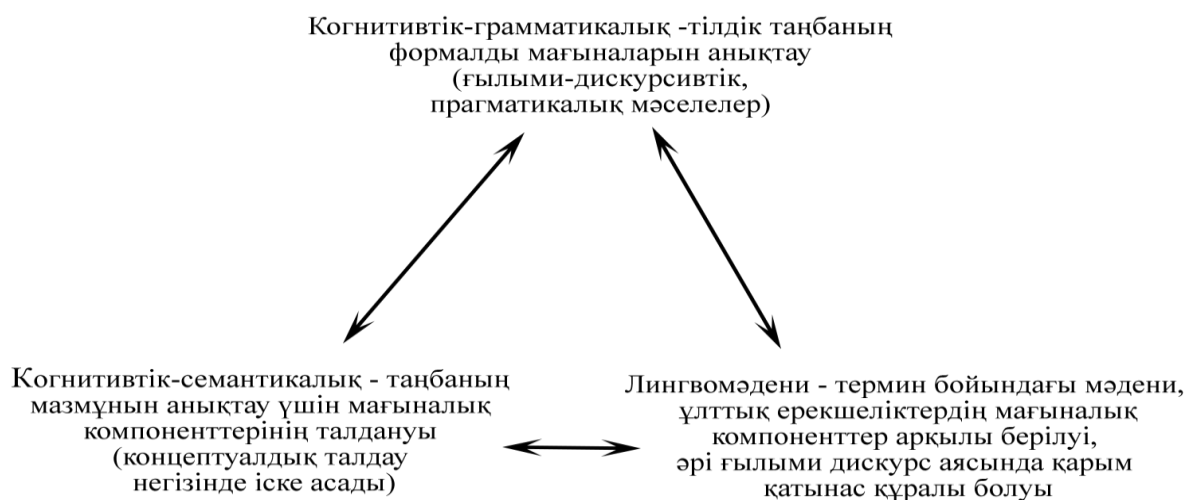 Когнитивтік-грамматикалық -тілдік таңбаның
формалды мағыналарын анықтау
(ғылыми-дискурсивтік,
прагматикалық мәселелер)
Когнитивтік-семантикалық - таңбаның
мазмұнын анықтау үшін мағыналық
компоненттерінің талдануы
(концептуалдық талдау
негізінде іске асады)
Лингвомәдени - термин бойындағы мәдени,
ұлттық ерекшеліктердің мағыналық
компоненттер арқылы берілуі,
әрі ғылыми дискурс аясында қарым
қатынас құралы болуы